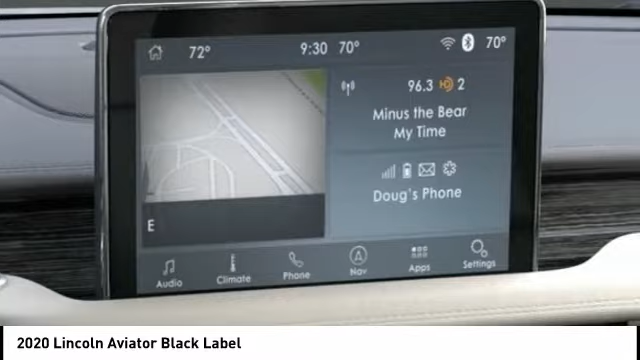 72° 9:30 70° 70°
96.3 2
Minus the Bear
My Time
Doug's Phone
E
Audio Climate Phone Nav Apps Settings
2020 Lincoln Aviator Black Label